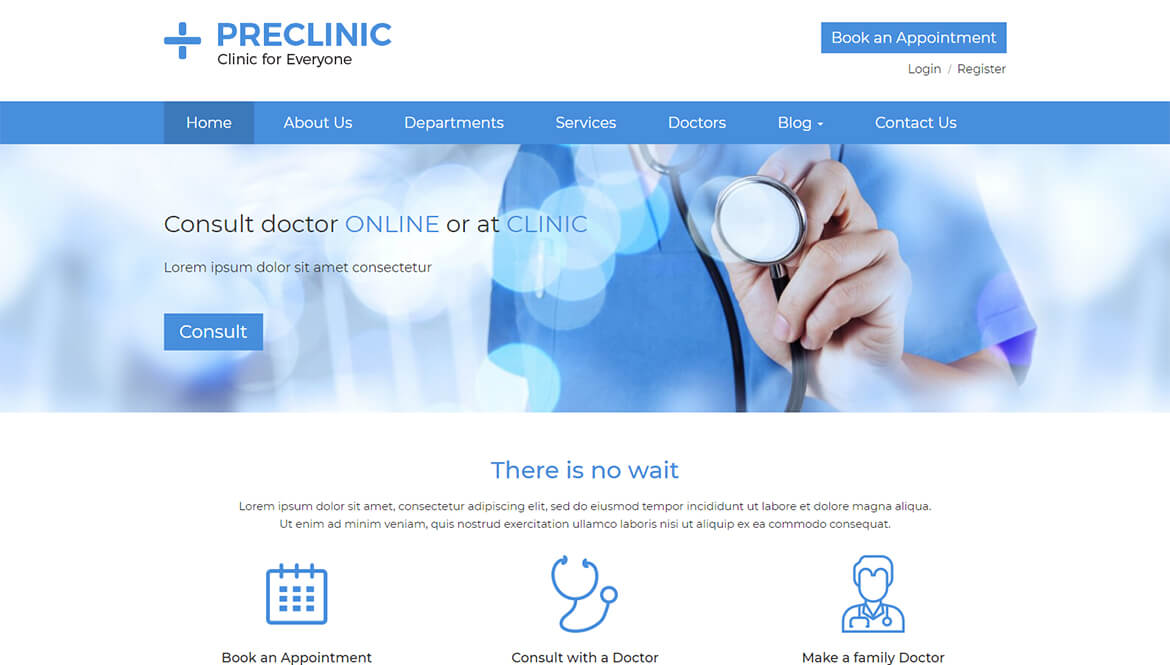 PRECLINIC
Clinic for Everyone
Book an Appointment
Login / Register
Home About Us Departments Services Doctors Blog Contact Us
Consult doctor ONLINE or at CLINIC
Lorem ipsum dolor sit amet consectetur
Consult
There is no wait
Lorem ipsum dolor sit amet, consectetur adipiscing elit, sed do eiusmod tempor incididunt ut labore et dolore magna aliqua.
Ut enim ad minim veniam, quis nostrud exercitation ullamco laboris nisi ut aliquip ex ea commodo consequat.
Book an Appointment
Consult with a Doctor
Make a family Doctor